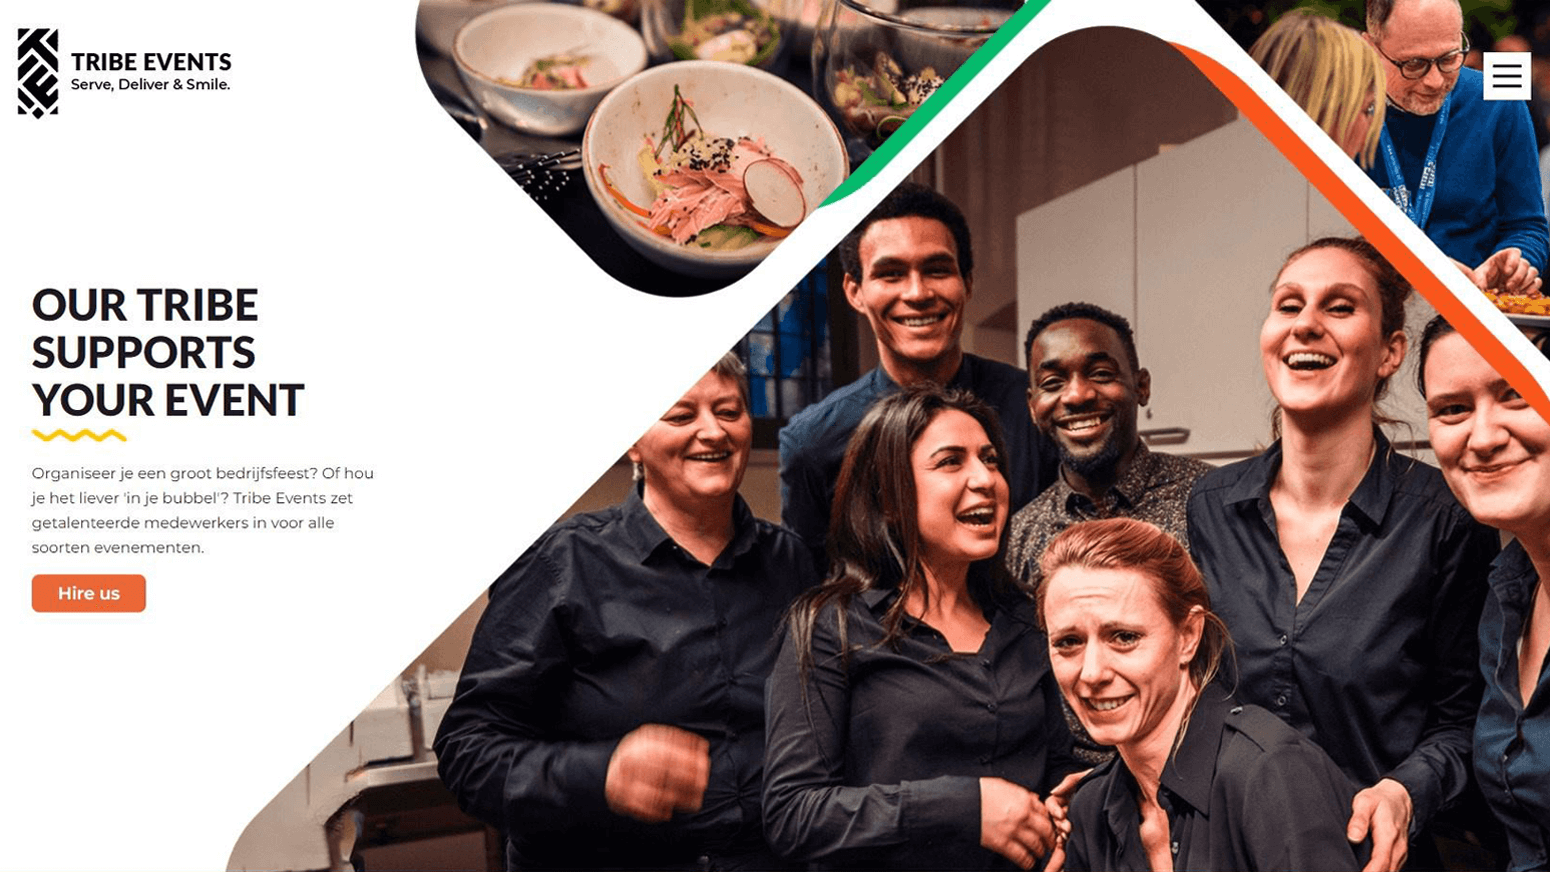 TRIBE EVENTS
Serve, Deliver & Smile.
OUR TRIBE
SUPPORTS
YOUR EVENT
Organiseer je een groot bedrijfsfeest? Of hou
je het liever 'in je bubbel'? Tribe Events zet
getalenteerde medewerkers in voor alle
soorten evenementen.
Hire us